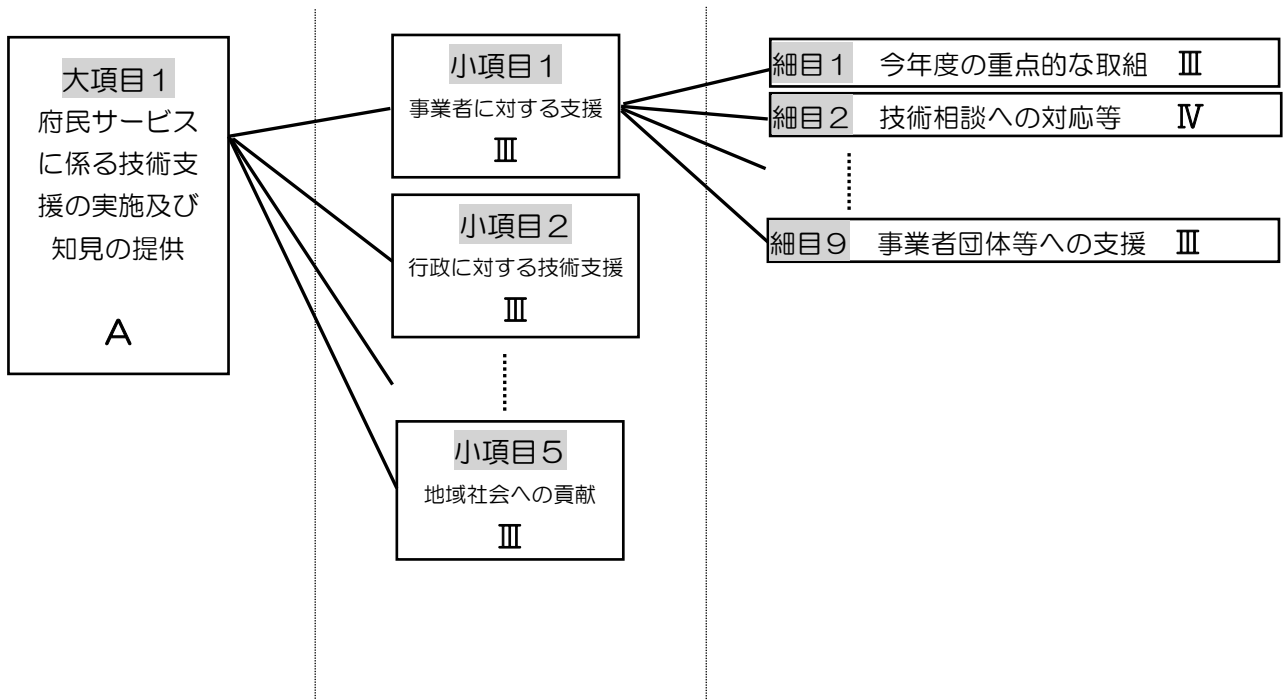 大項目1
府民サービス
に係る技術支
援の実施及び
知見の提供
A
小項目1
事業者に対する支援
Ⅲ
小項目2
行政に対する技術支援
Ⅲ
小項目5
地域社会への貢献
Ⅲ
細目1 今年度の重点的な取組 Ⅲ
細目2 技術相談への対応等 Ⅳ
細目9 事業者団体等への支援 Ⅲ